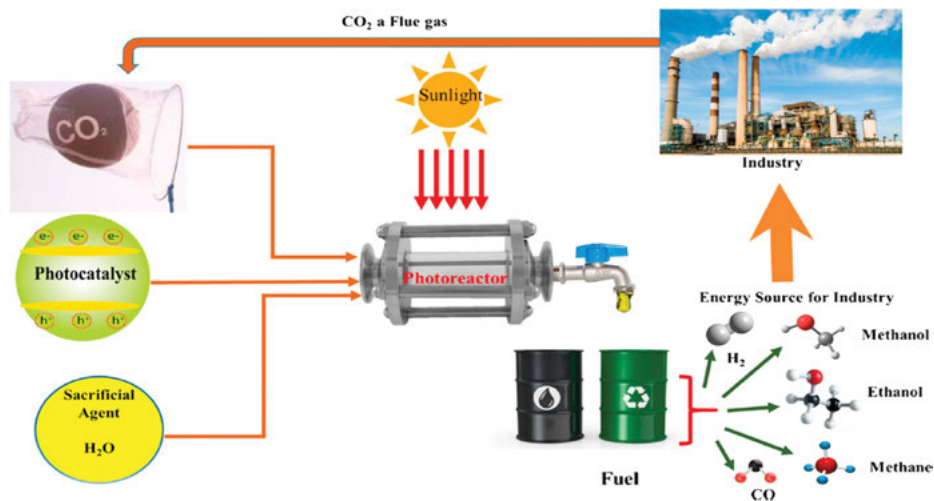 CO₂ a Flue gas
CO₂
Sunlight
Industry
e- e- e-
Photocatalyst
h⁺ h⁺ h⁺
Photoreactor
Sacrificial
Agent
H₂O
Energy Source for Industry
H₂
Methanol
Ethanol
Methane
CO
Fuel